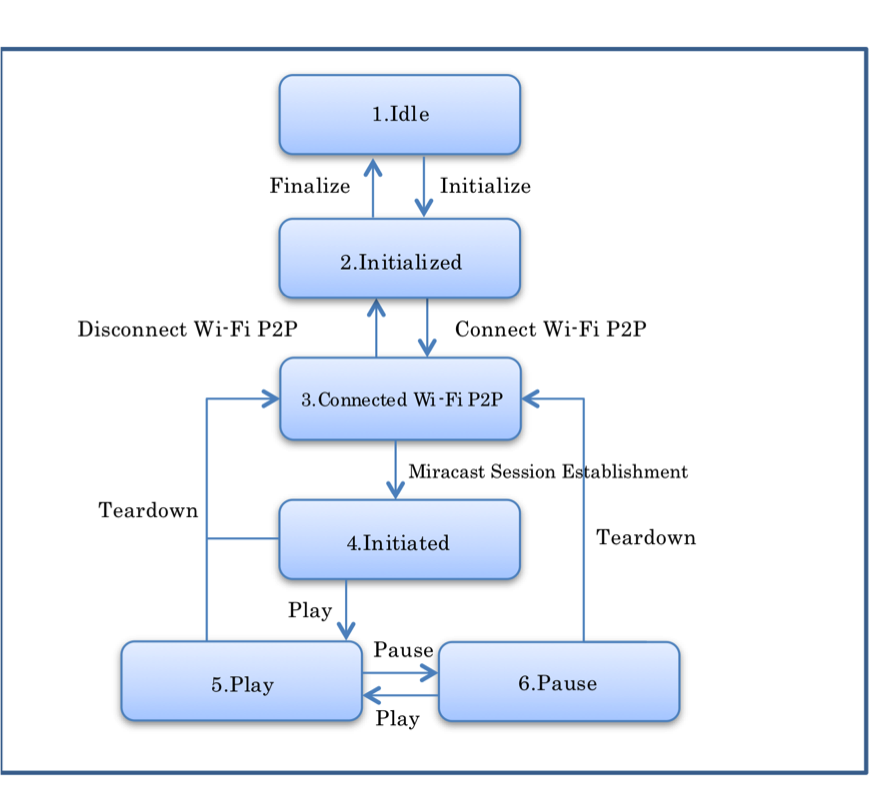 1.Idle
Finalize
Initialize
2.Initialized
Disconnect Wi-Fi P2P
Connect Wi-Fi P2P
3.Connected Wi-Fi P2P
Miracast Session Establishment
Teardown
Teardown
4.Initiated
Play
Pause
5.Play
6.Pause
Play